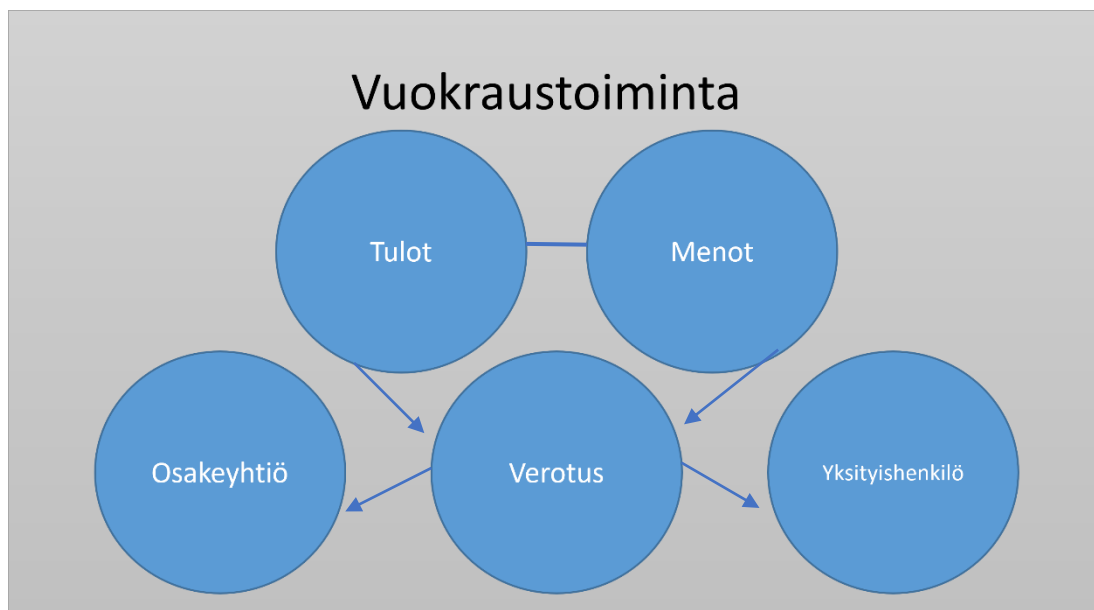 Vuokraustoiminta
Tulot
Menot
Osakeyhtiö
Verotus
Yksityishenkilö